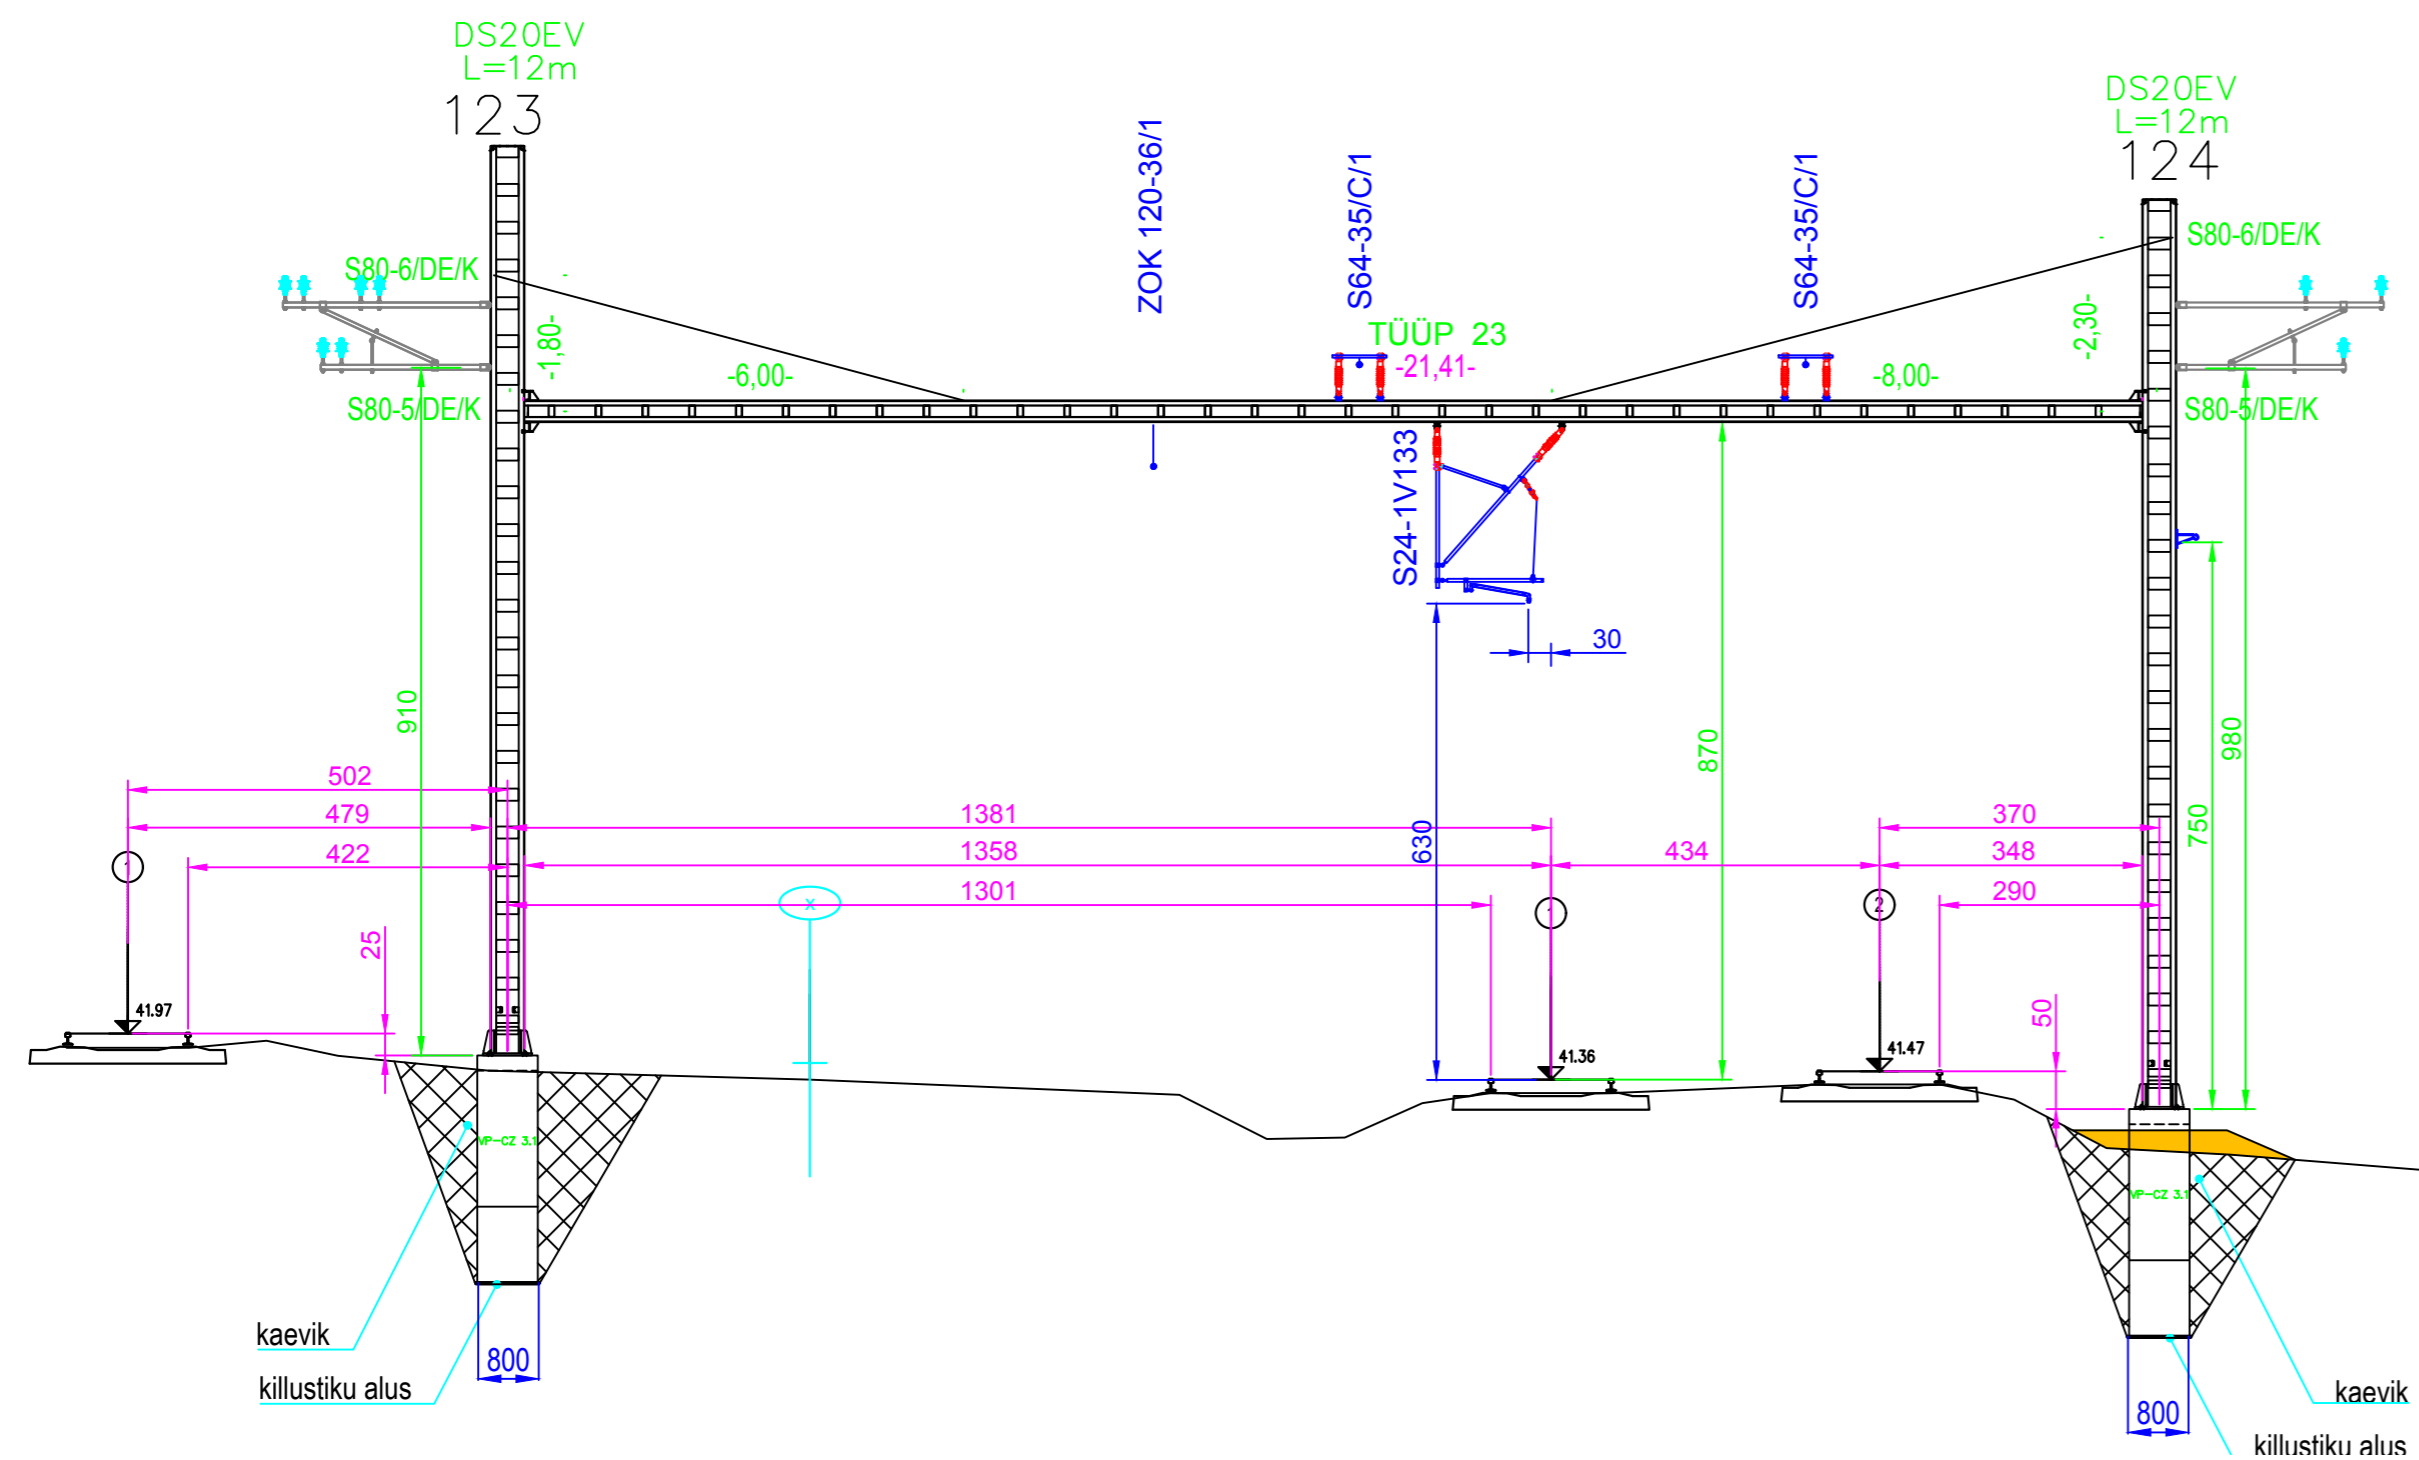 DS20EV
L=12m
123
DS20EV
L=12m
124
ZOK 120-36/1
S64-35/C/1
S64-35/C/1
S80-6/DE/K
S80-6/DE/K
-1,80-
-2,30-
TÜÜP 23
-21,41-
-6,00-
-8,00-
S80-5/DE/K
S80-5/DE/K
S24-1V133
30
910
870
980
750
630
502
479
422
1381
1358
1301
434
370
348
290
1
x
1
2
25
50
41.97
41.36
41.47
VP-CZ 3.1
VP-CZ 3.1
kaevik
killustiku alus
800
kaevik
killustiku alus
800